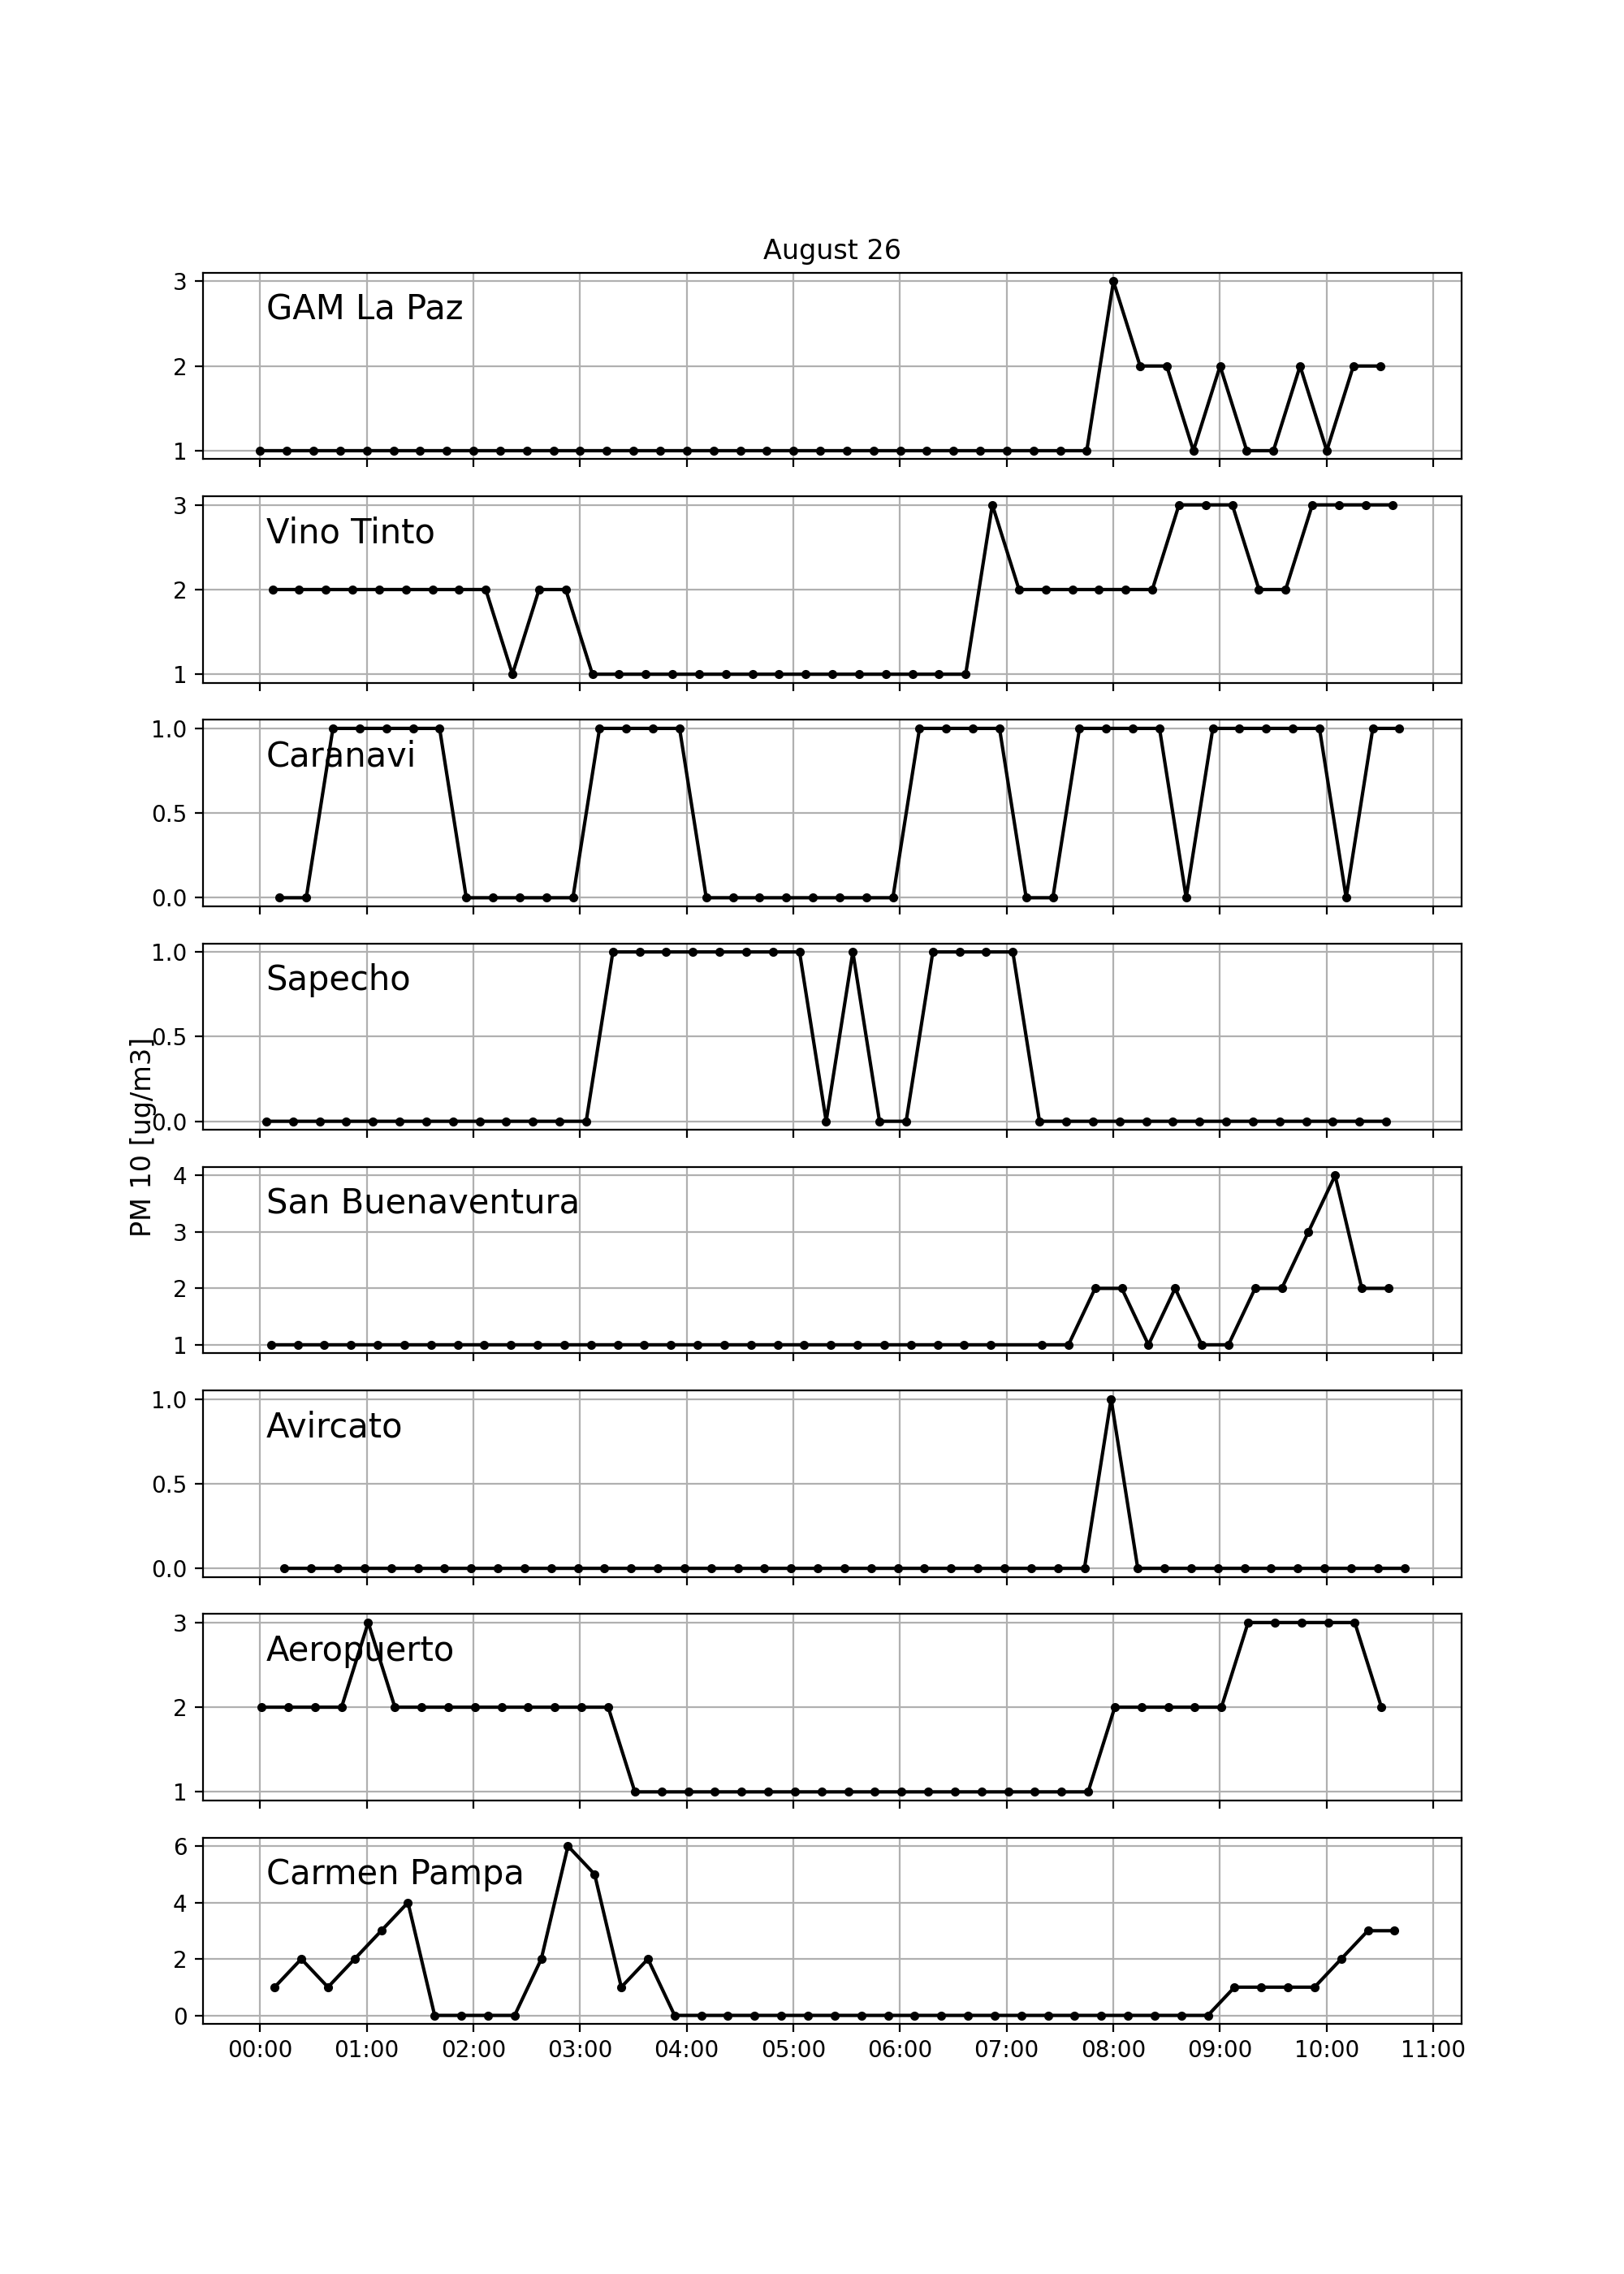 August 26
3
GAM La Paz
2
1
3
Vino Tinto
2
1
1.0
Caranavi
0.5
0.0
1.0
Sapecho
0.5
0.0
PM 10 [ug/m3]
4
San Buenaventura
3
2
1
1.0
Avircato
0.5
0.0
3
Aeropuerto
2
1
6
Carmen Pampa
4
2
0
00:00 01:00 02:00 03:00 04:00 05:00 06:00 07:00 08:00 09:00 10:00 11:00